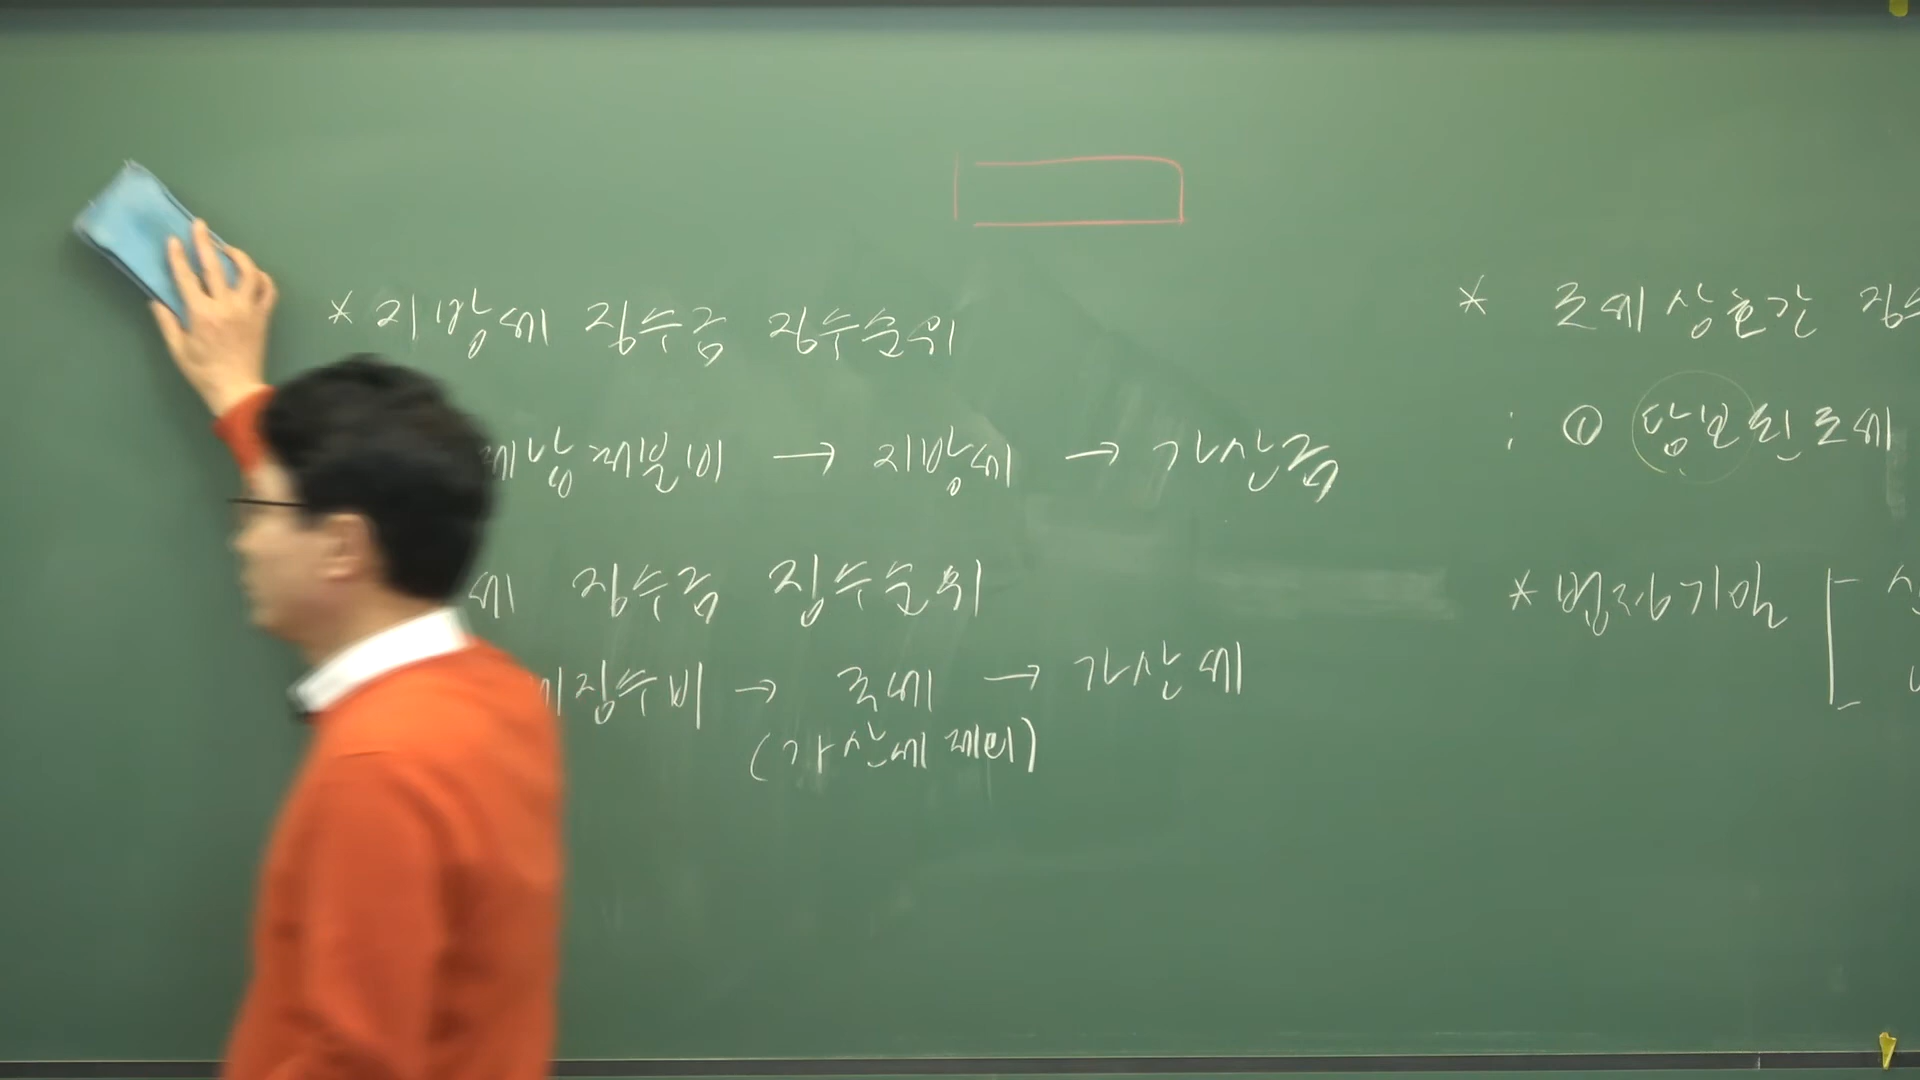 * 지방세 징수금 징수순위
체납처분비 → 지방세 → 가산금
세 징수금 징수순위
징수비 → 국세 → 가산세
(가산세 제외)
* 조세상호간 징수
: ① 담보된 조세
* 법정기일